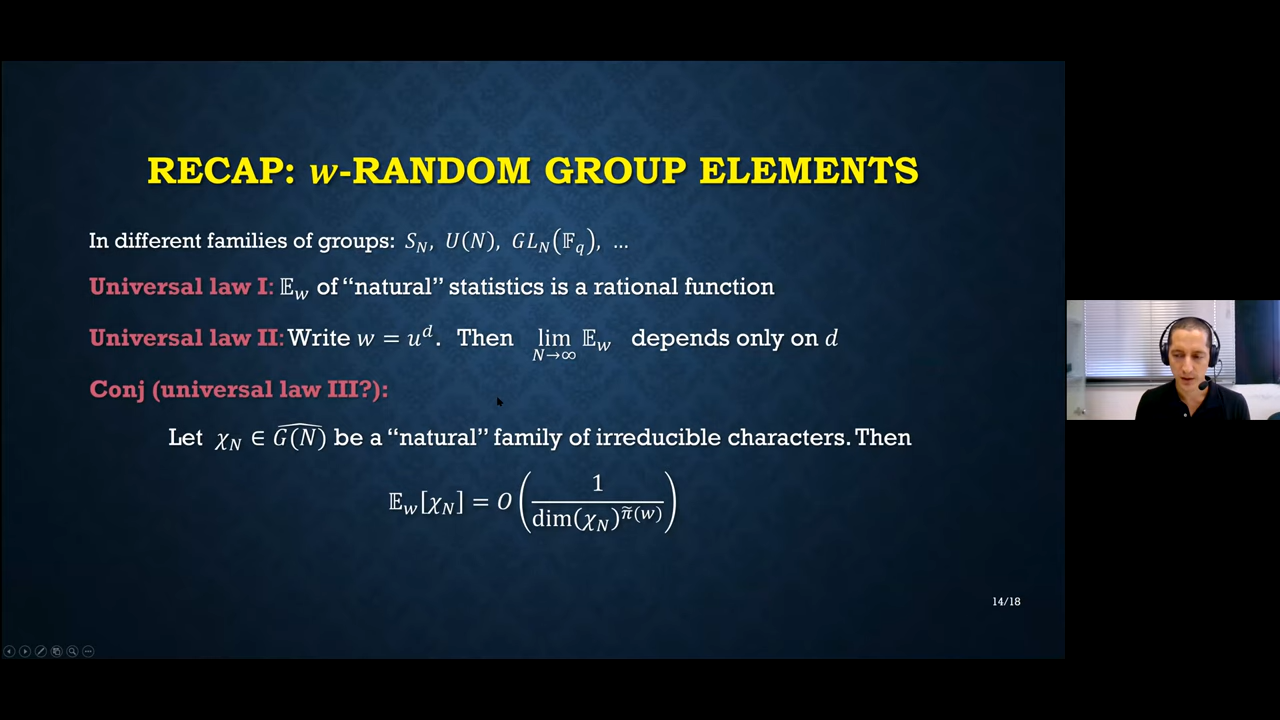 RECAP: w-RANDOM GROUP ELEMENTS
In different families of groups: S_N, U(N), GL_N(𝔽_q), ...
Universal law I: 𝔼_w of “natural” statistics is a rational function
Universal law II: Write w = u^d. Then lim_{N→∞} 𝔼_w depends only on d
Conj (universal law III?):
Let χ_N ∈ \widehat{G(N)} be a “natural” family of irreducible characters. Then
𝔼_w[χ_N] = O(1 / dim(χ_N)^{π̃(w)})
14/18